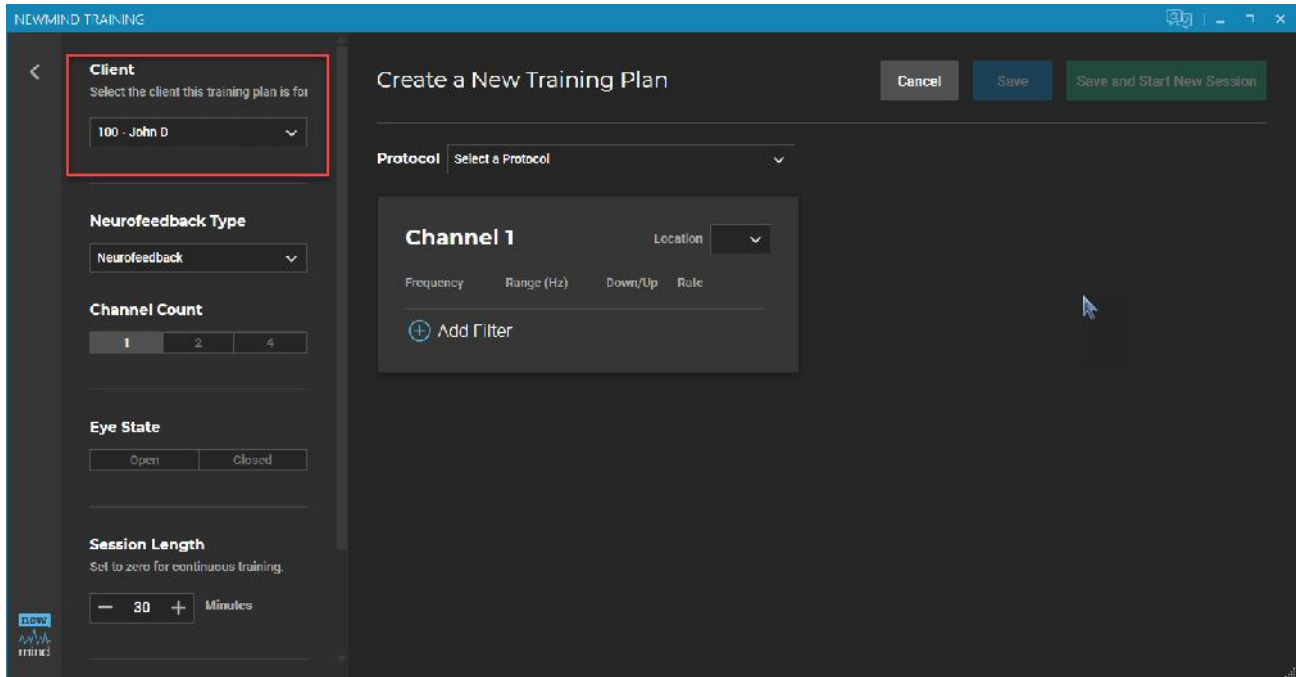 NEWMIND TRAINING
Client
Select the client this training plan is for
100 - John D
Neurofeedback Type
Neurofeedback
Channel Count
1 2 4
Eye State
Open Closed
Session Length
Set to zero for continuous training.
30 Minutes
new
mind
Create a New Training Plan
Cancel Save Save and Start New Session
Protocol Select a Protocol
Channel 1 Location
Frequency Range (Hz) Down/Up Rate
Add Filter